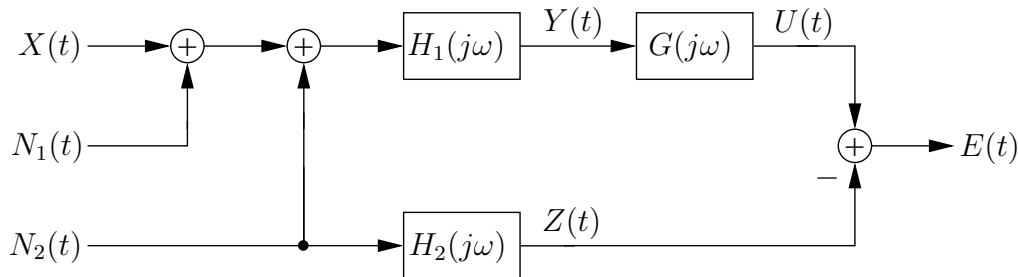 Y(t) U(t)
X(t) + + H₁(jω) G(jω)
N₁(t) + E(t)
−
Z(t)
N₂(t) H₂(jω)